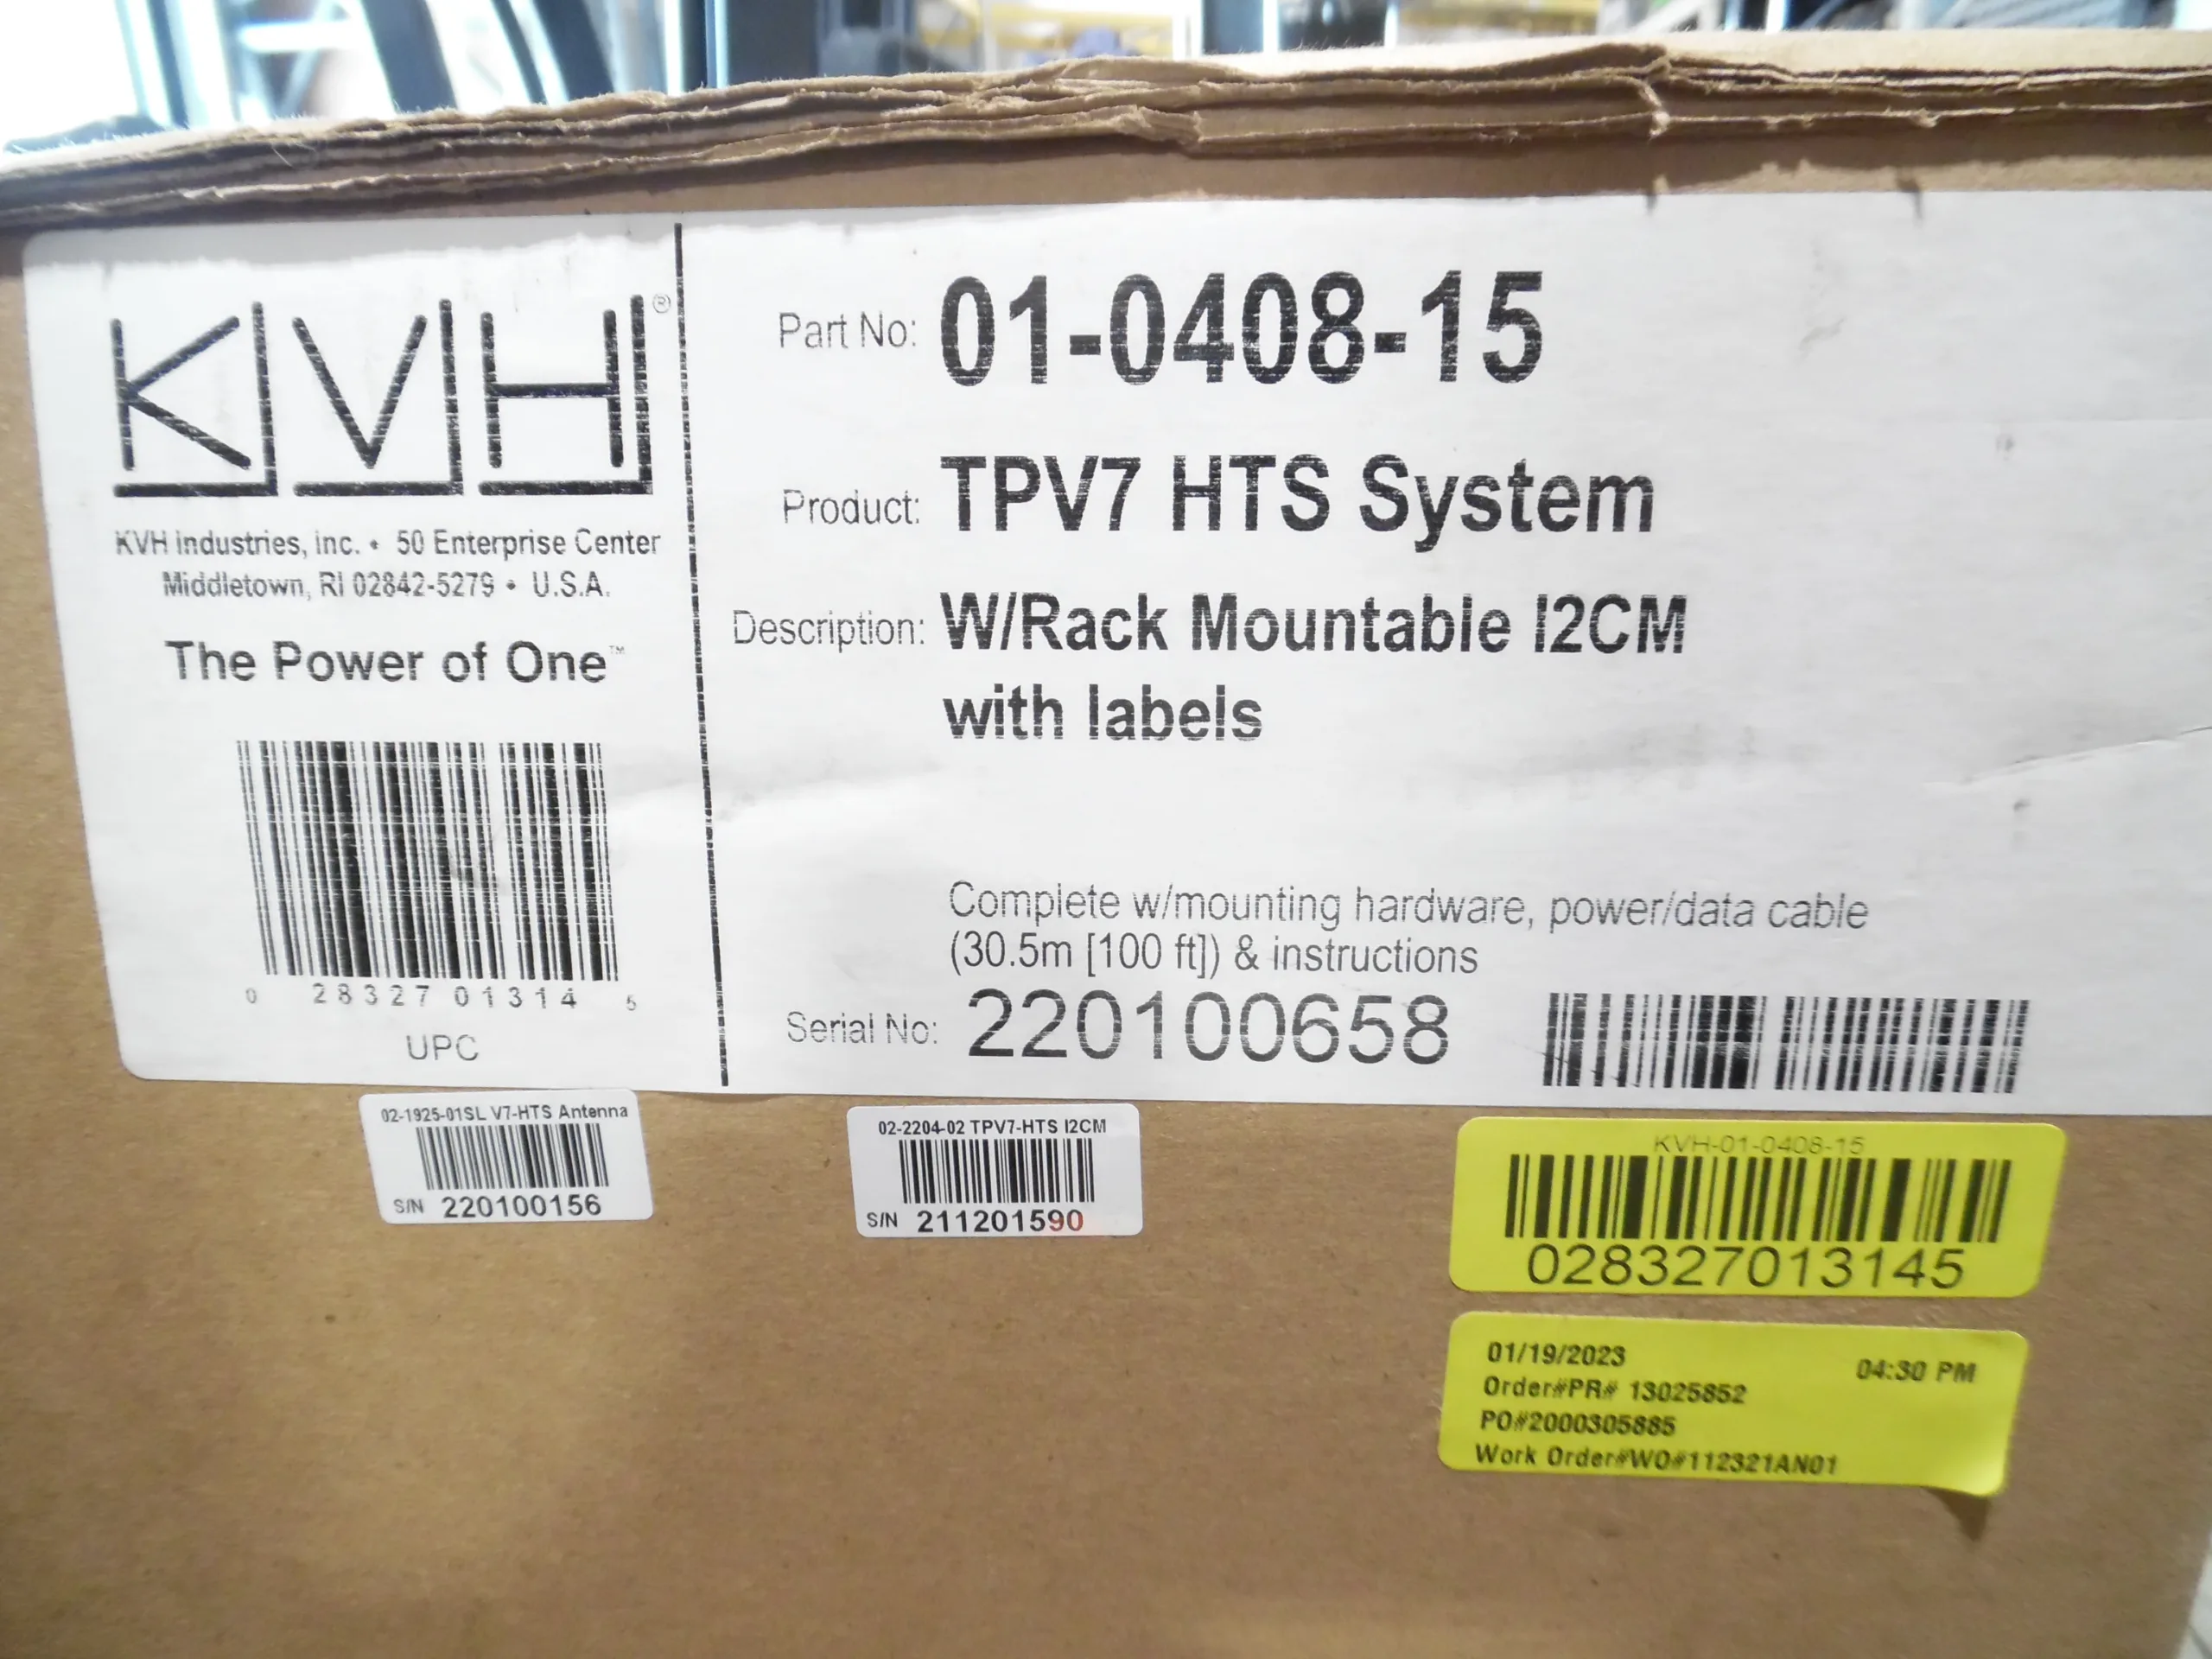 KVH®
KVH Industries, Inc. • 50 Enterprise Center
Middletown, RI 02842-5279 • U.S.A.
The Power of One™
0 28327 01314 5
UPC
Part No: 01-0408-15
Product: TPV7 HTS System
Description: W/Rack Mountable I2CM
with labels
Complete w/mounting hardware, power/data cable
(30.5m [100 ft]) & instructions
Serial No: 220100658
02-1925-01SL V7-HTS Antenna
S/N 220100156
02-2204-02 TPV7-HTS I2CM
S/N 211201590
KVH-01-0408-15
028327013145
01/19/2023 04:30 PM
Order#PR# 13025852
PO#2000305885
Work Order#WO#112321AN01